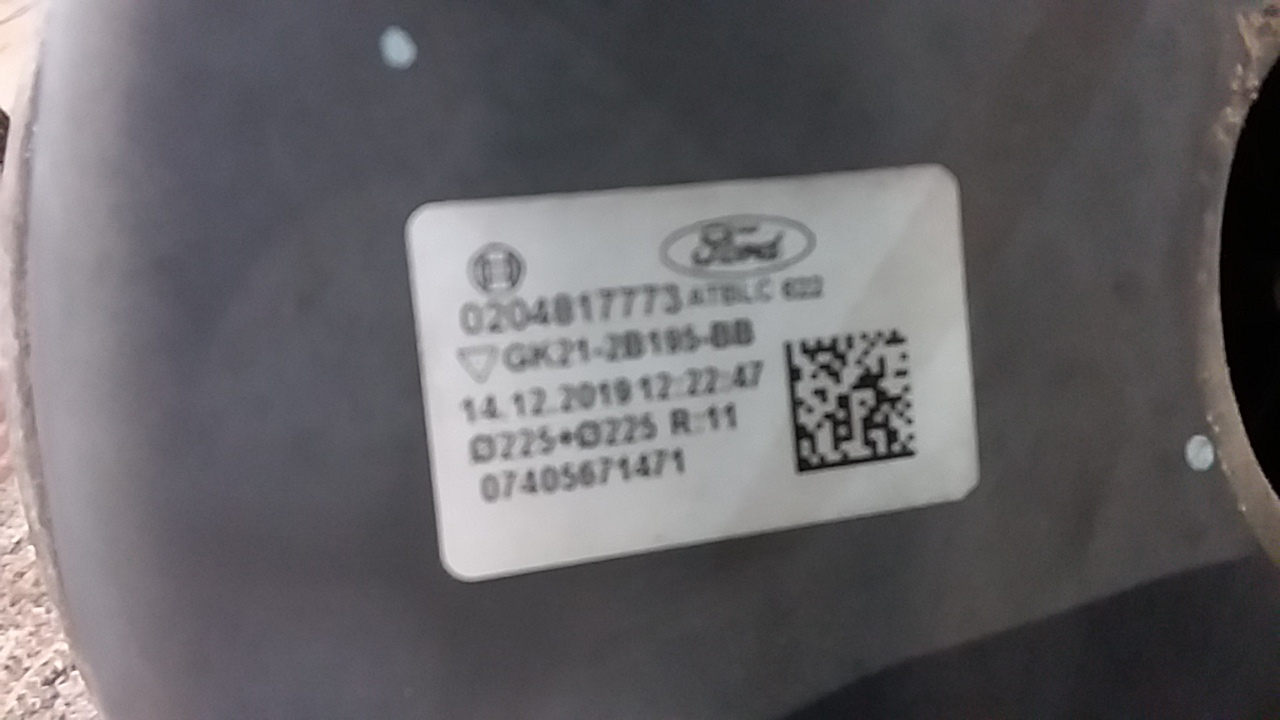 Ford
0204817773 ATBLC 622
GK21-2B195-BB
14.12.2019 12:22:47
Ø225+Ø225 R:11
07405671471